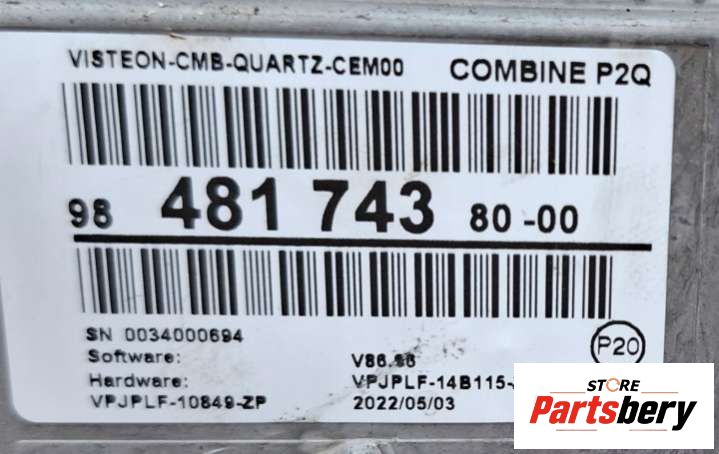 VISTEON-CMB-QUARTZ-CEM00 COMBINE P2Q
98 481 743 80-00
SN 0034000694
Software: V86.86
Hardware: VPJPLF-14B115-
VPJPLF-10849-ZP 2022/05/03
P20
STORE
Partsbery